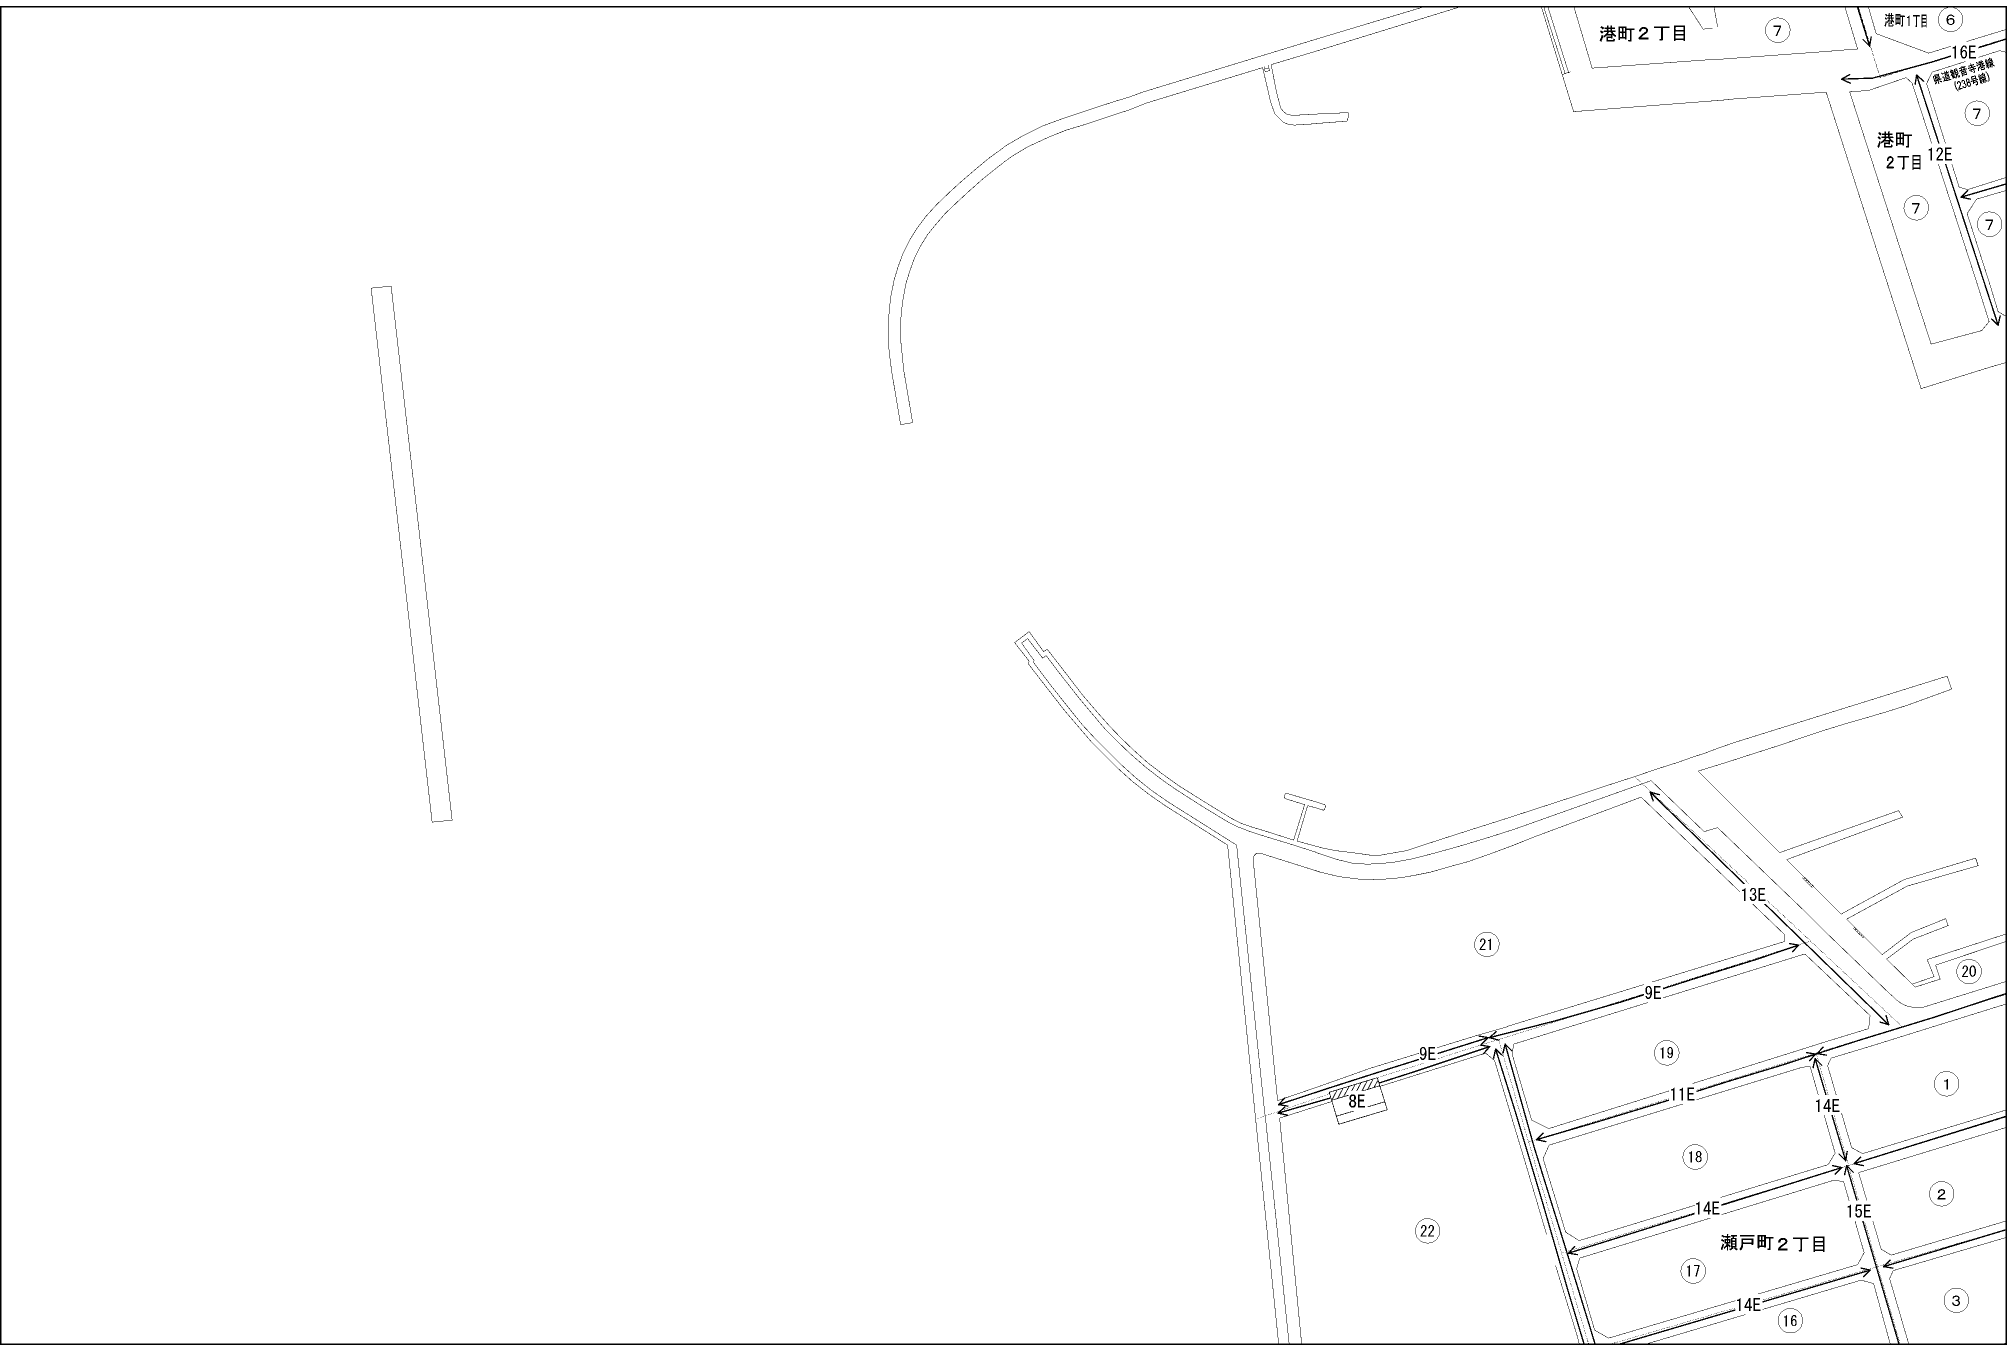 港町1丁目 ⑥
港町２丁目 ⑦
16E
県道観音寺港線
(238号線)
⑦
港町
２丁目
12E
⑦
⑦
13E
㉑
⑳
9E
9E
⑲
①
11E
8E
14E
⑱
②
14E
15E
㉒
瀬戸町２丁目
⑰
③
14E
⑯